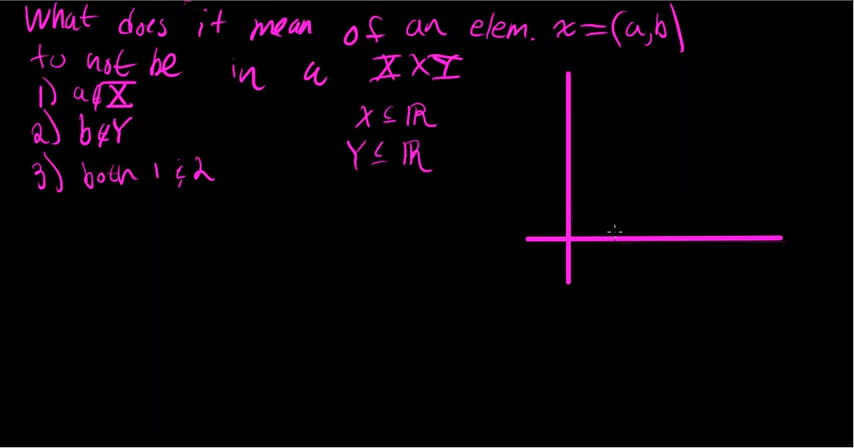 What does it mean of an elem. x=(a,b)
to not be in a X×Y
1) a∉X
2) b∉Y
3) both 1 & 2
X ⊆ ℝ
Y ⊆ ℝ